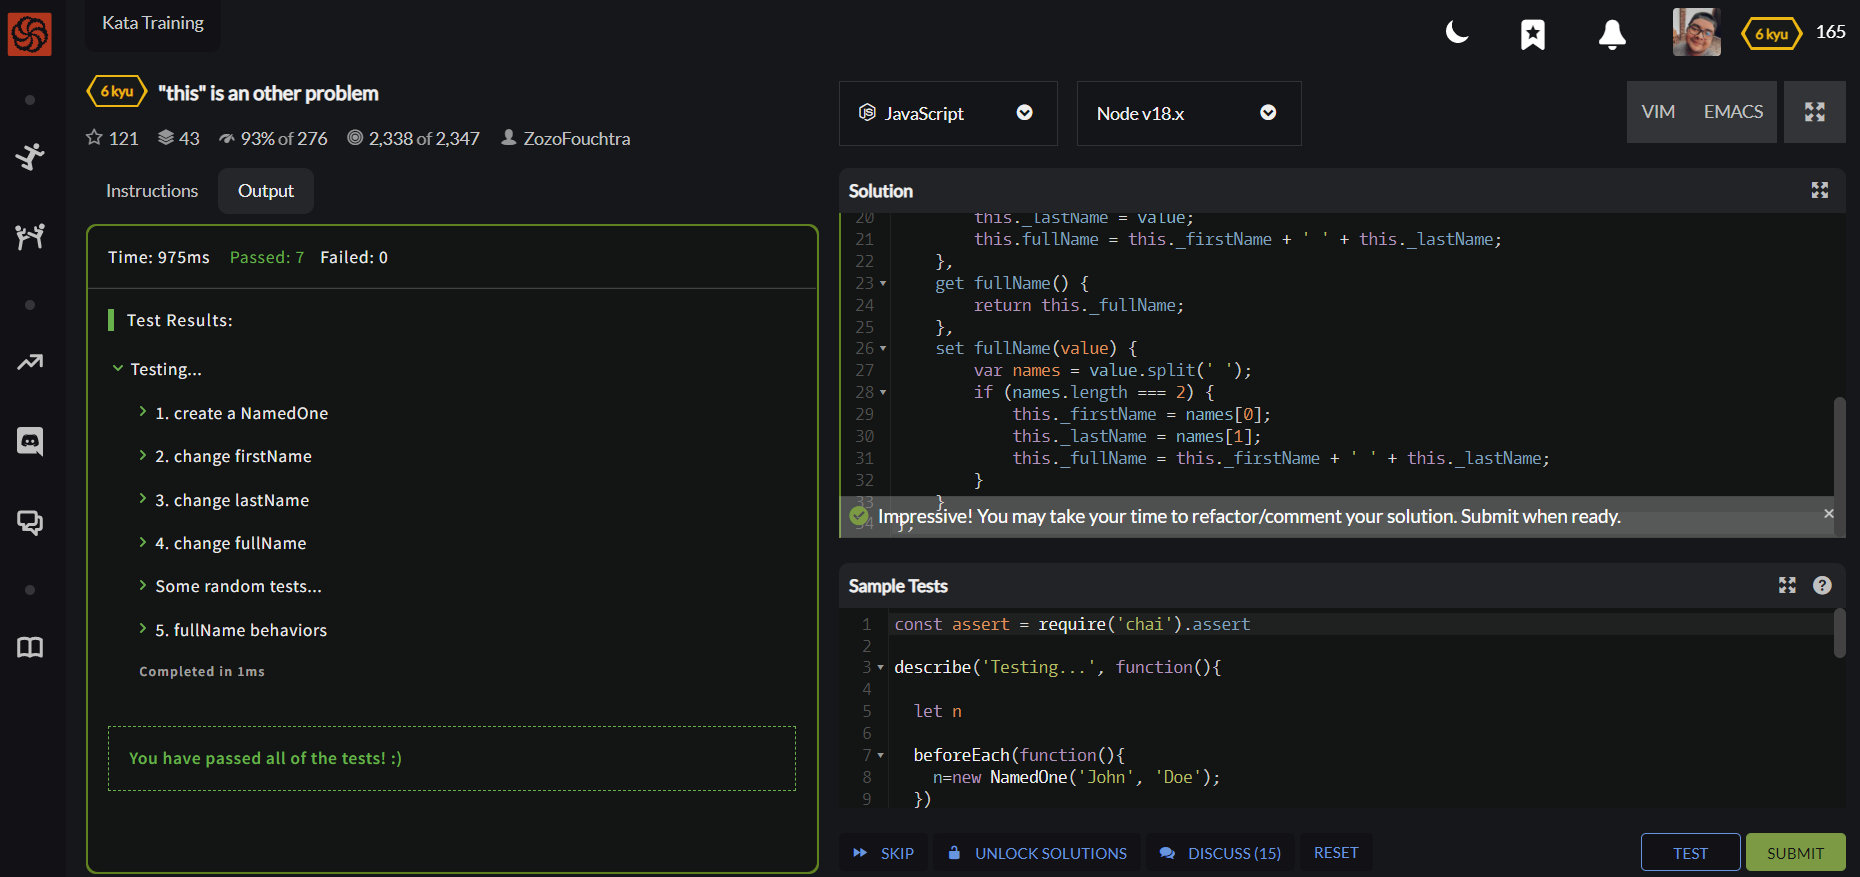 Kata Training
6 kyu 165
6 kyu "this" is an other problem
121 43 93% of 276 2,338 of 2,347 ZozoFouchtra
Instructions Output
Time: 975ms Passed: 7 Failed: 0
Test Results:
Testing...
1. create a NamedOne
2. change firstName
3. change lastName
4. change fullName
Some random tests...
5. fullName behaviors
Completed in 1ms
You have passed all of the tests! :)
JavaScript Node v18.x VIM EMACS
Solution
20 this._lastName = value;
21 this.fullName = this._firstName + ' ' + this._lastName;
22 },
23 get fullName() {
24 return this._fullName;
25 },
26 set fullName(value) {
27 var names = value.split(' ');
28 if (names.length === 2) {
29 this._firstName = names[0];
30 this._lastName = names[1];
31 this._fullName = this._firstName + ' ' + this._lastName;
32 }
33 }
34 };
Impressive! You may take your time to refactor/comment your solution. Submit when ready. ×
Sample Tests ?
1 const assert = require('chai').assert
2
3 describe('Testing...', function(){
4
5 let n
6
7 beforeEach(function(){
8 n=new NamedOne('John', 'Doe');
9 })
SKIP UNLOCK SOLUTIONS DISCUSS (15) RESET TEST SUBMIT